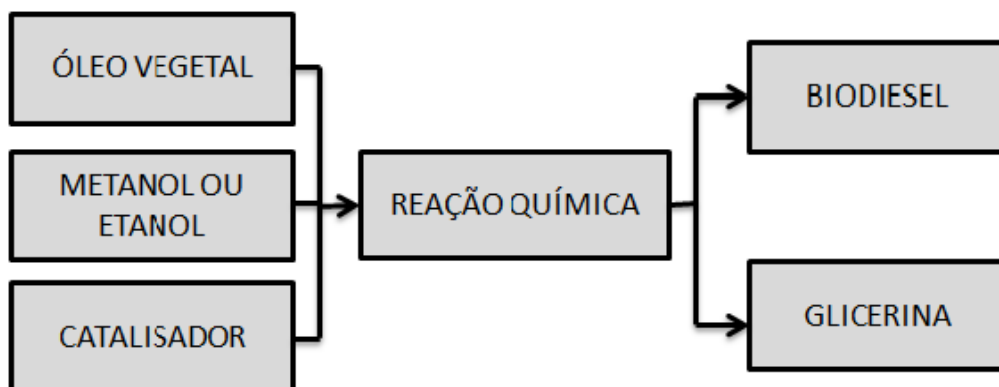 ÓLEO VEGETAL
METANOL OU
ETANOL
CATALISADOR
REAÇÃO QUÍMICA
BIODIESEL
GLICERINA